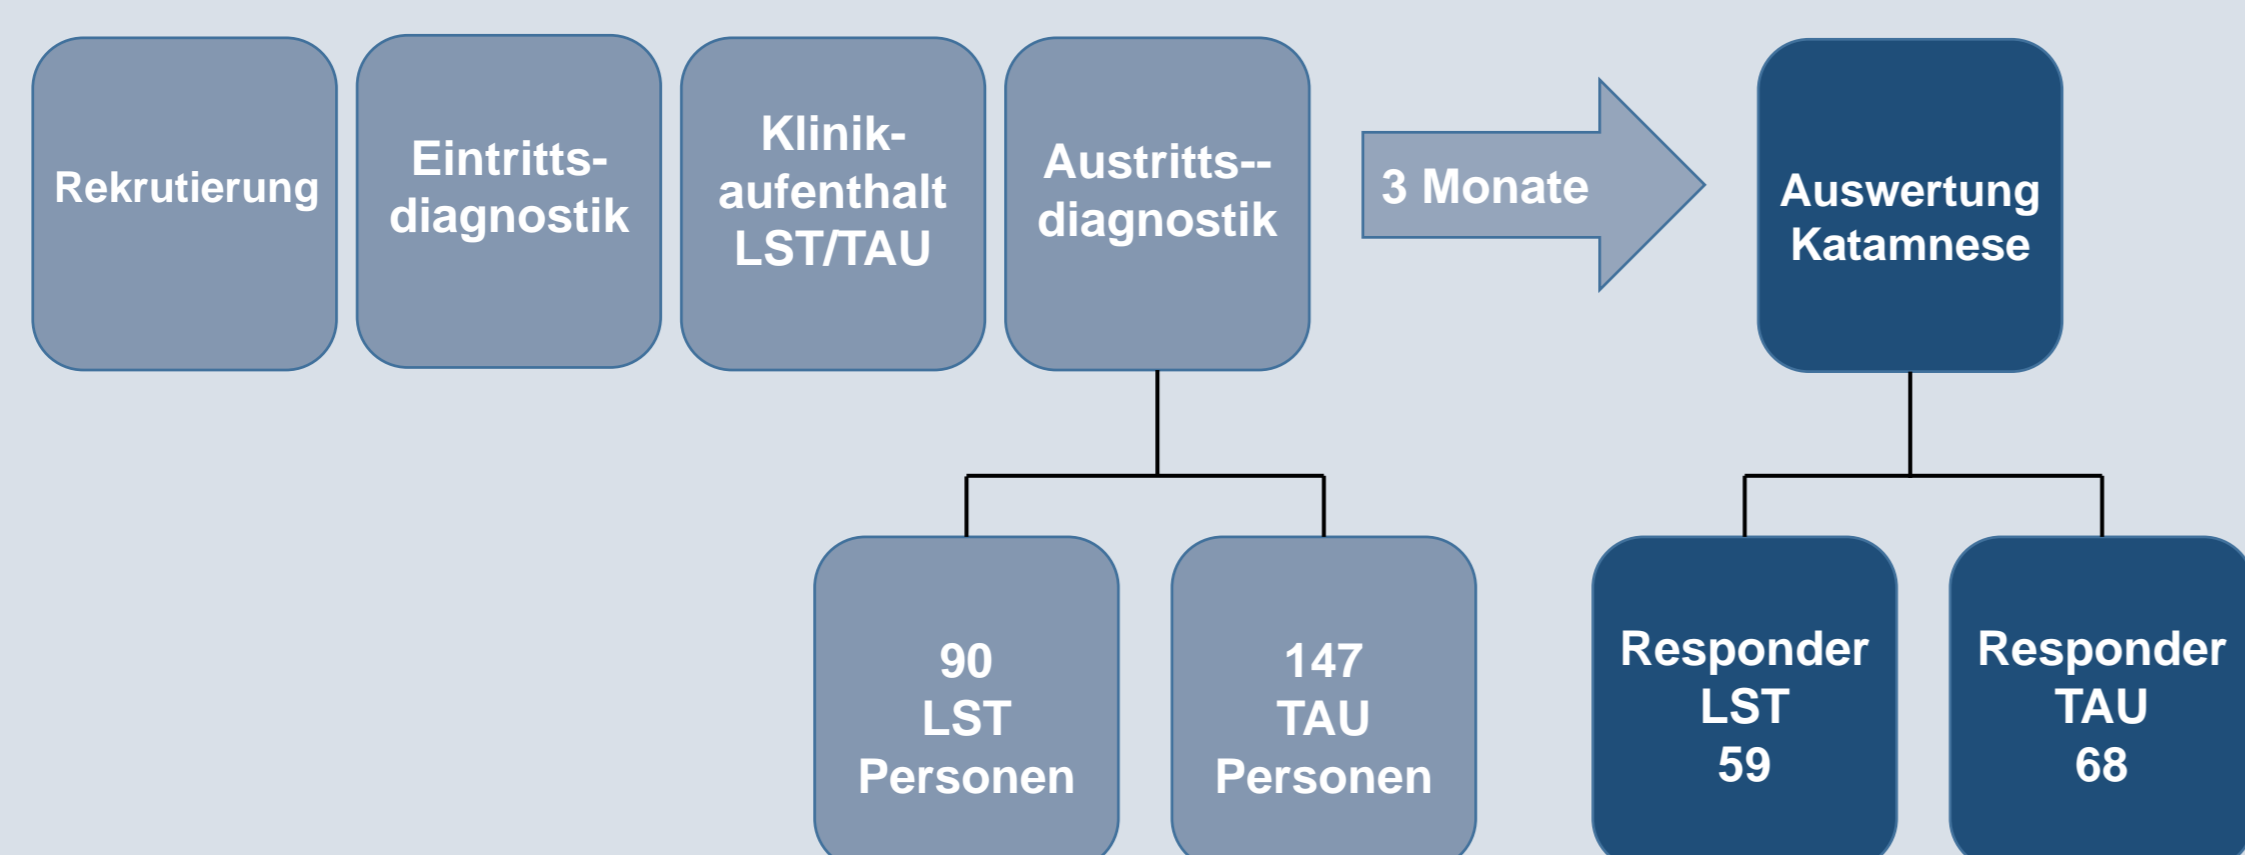 Rekrutierung
Eintritts-
diagnostik
Klinik-
aufenthalt
LST/TAU
Austritts--
diagnostik
3 Monate
Auswertung
Katamnese
90
LST
Personen
147
TAU
Personen
Responder
LST
59
Responder
TAU
68